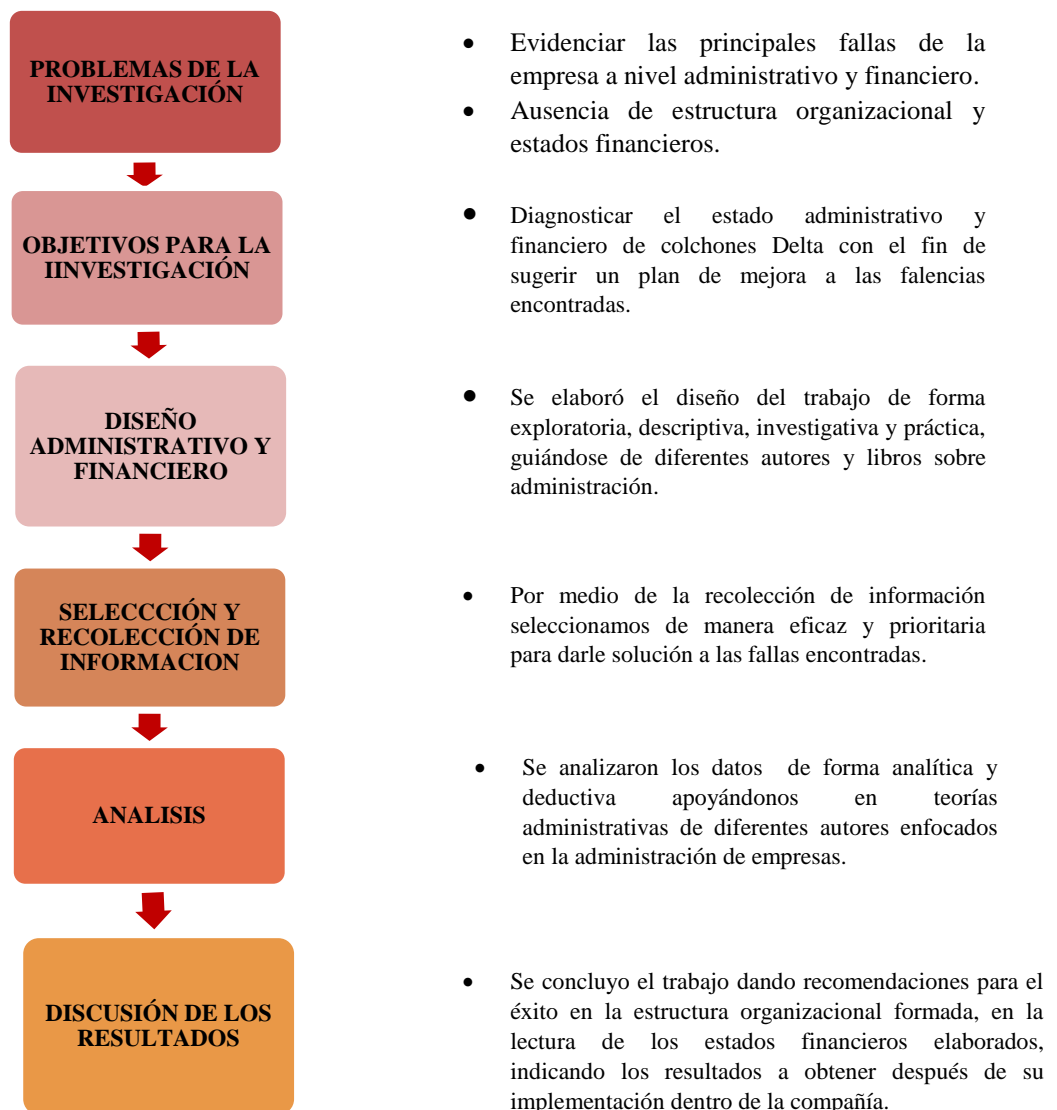 PROBLEMAS DE LA
INVESTIGACIÓN
• Evidenciar las principales fallas de la
empresa a nivel administrativo y financiero.
• Ausencia de estructura organizacional y
estados financieros.
OBJETIVOS PARA LA
IINVESTIGACIÓN
• Diagnosticar el estado administrativo y
financiero de colchones Delta con el fin de
sugerir un plan de mejora a las falencias
encontradas.
DISEÑO
ADMINISTRATIVO Y
FINANCIERO
• Se elaboró el diseño del trabajo de forma
exploratoria, descriptiva, investigativa y práctica,
guiándose de diferentes autores y libros sobre
administración.
SELECCCIÓN Y
RECOLECCIÓN DE
INFORMACION
• Por medio de la recolección de información
seleccionamos de manera eficaz y prioritaria
para darle solución a las fallas encontradas.
ANALISIS
• Se analizaron los datos de forma analítica y
deductiva apoyándonos en teorías
administrativas de diferentes autores enfocados
en la administración de empresas.
DISCUSIÓN DE LOS
RESULTADOS
• Se concluyo el trabajo dando recomendaciones para el
éxito en la estructura organizacional formada, en la
lectura de los estados financieros elaborados,
indicando los resultados a obtener después de su
implementación dentro de la compañía.